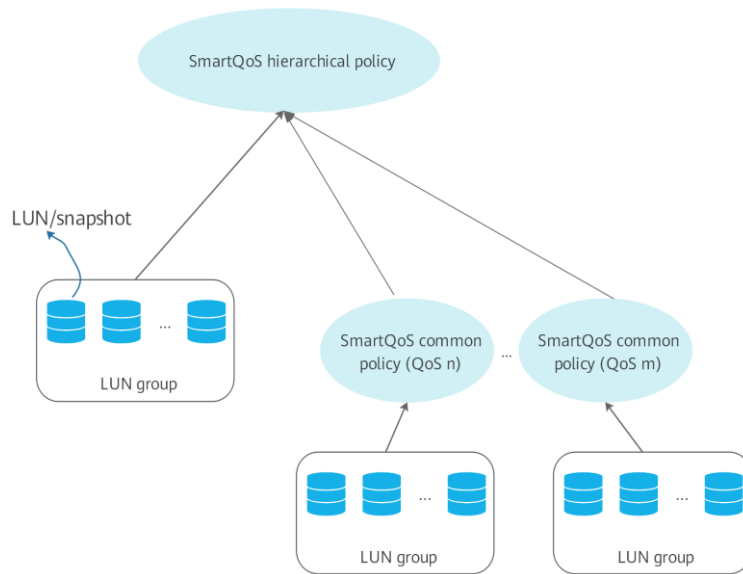 SmartQoS hierarchical policy
LUN/snapshot
...
LUN group
SmartQoS common
policy (QoS n)
...
SmartQoS common
policy (QoS m)
...
LUN group
...
LUN group